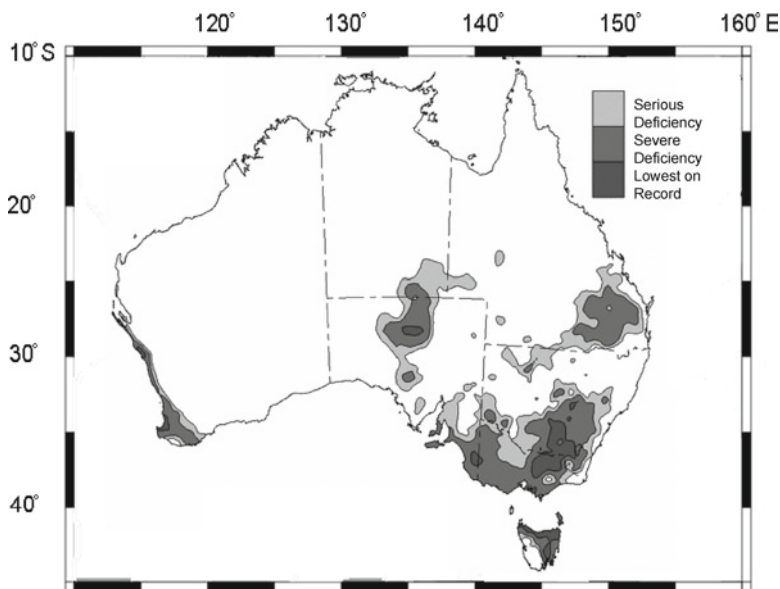 120° 130° 140° 150° 160°E
10°S
Serious
Deficiency
Severe
Deficiency
Lowest on
Record
20°
30°
40°